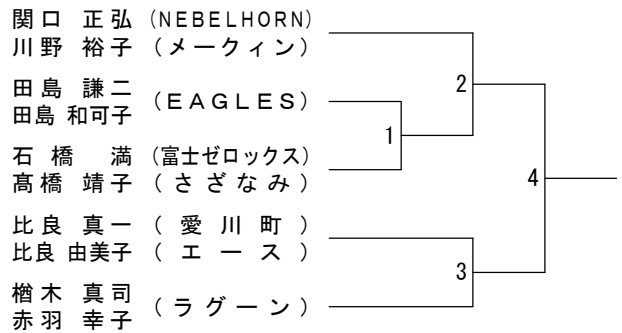 関口 正弘 (NEBELHORN)
川野 裕子 (メークィン)
田島 謙二
田島 和可子 (EAGLES)
石橋 満 (富士ゼロックス)
髙橋 靖子 (さざなみ)
比良 真一 (愛川町)
比良 由美子 (エース)
楢木 真司
赤羽 幸子 (ラグーン)
1
2
3
4